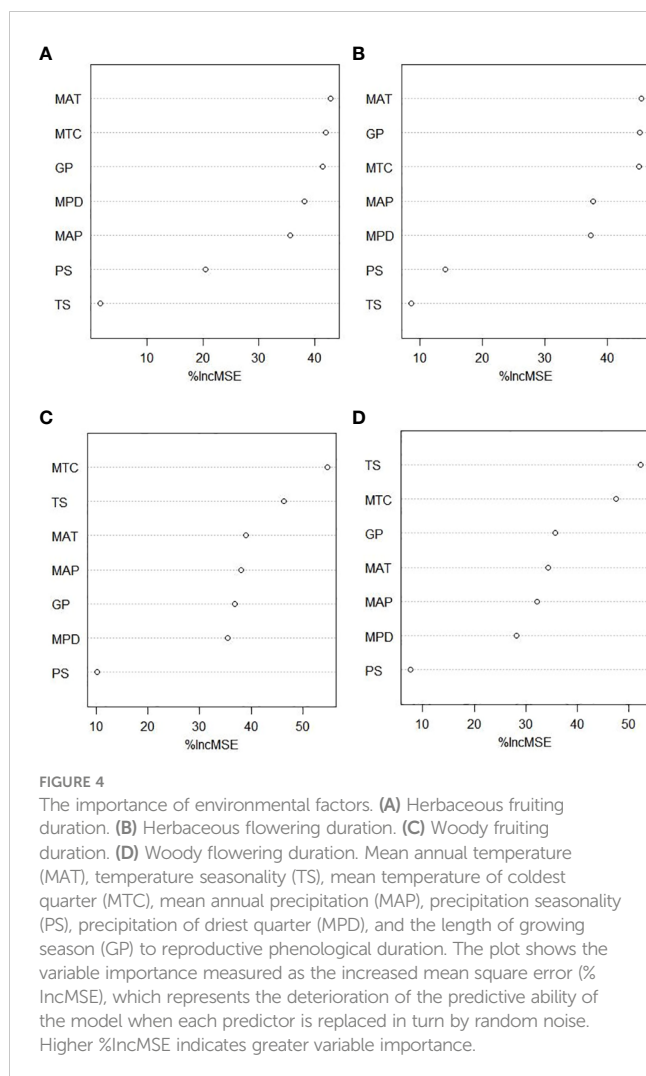 A
B
MAT
MTC
GP
MPD
MAP
PS
TS
10 20 30 40
%IncMSE
MAT
GP
MTC
MAP
MPD
PS
TS
10 20 30 40
%IncMSE
C
D
MTC
TS
MAT
MAP
GP
MPD
PS
10 20 30 40 50
%IncMSE
TS
MTC
GP
MAT
MAP
MPD
PS
10 20 30 40 50
%IncMSE
FIGURE 4
The importance of environmental factors. (A) Herbaceous fruiting
duration. (B) Herbaceous flowering duration. (C) Woody fruiting
duration. (D) Woody flowering duration. Mean annual temperature
(MAT), temperature seasonality (TS), mean temperature of coldest
quarter (MTC), mean annual precipitation (MAP), precipitation seasonality
(PS), precipitation of driest quarter (MPD), and the length of growing
season (GP) to reproductive phenological duration. The plot shows the
variable importance measured as the increased mean square error (%
IncMSE), which represents the deterioration of the predictive ability of
the model when each predictor is replaced in turn by random noise.
Higher %IncMSE indicates greater variable importance.